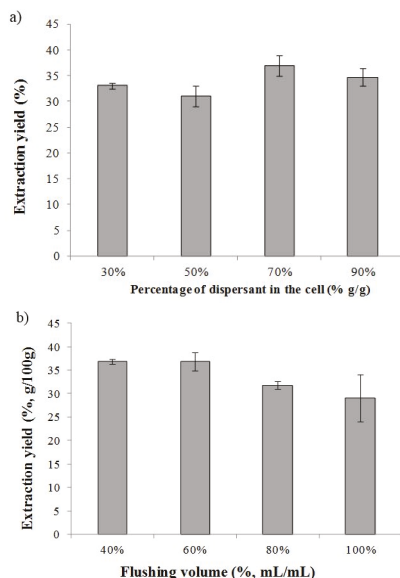 a)
Extraction yield (%)
45
40
35
30
25
20
15
10
5
0
30% 50% 70% 90%
Percentage of dispersant in the cell (% g/g)
b)
Extraction yield (%, g/100g)
45
40
35
30
25
20
15
10
5
0
40% 60% 80% 100%
Flushing volume (%, mL/mL)